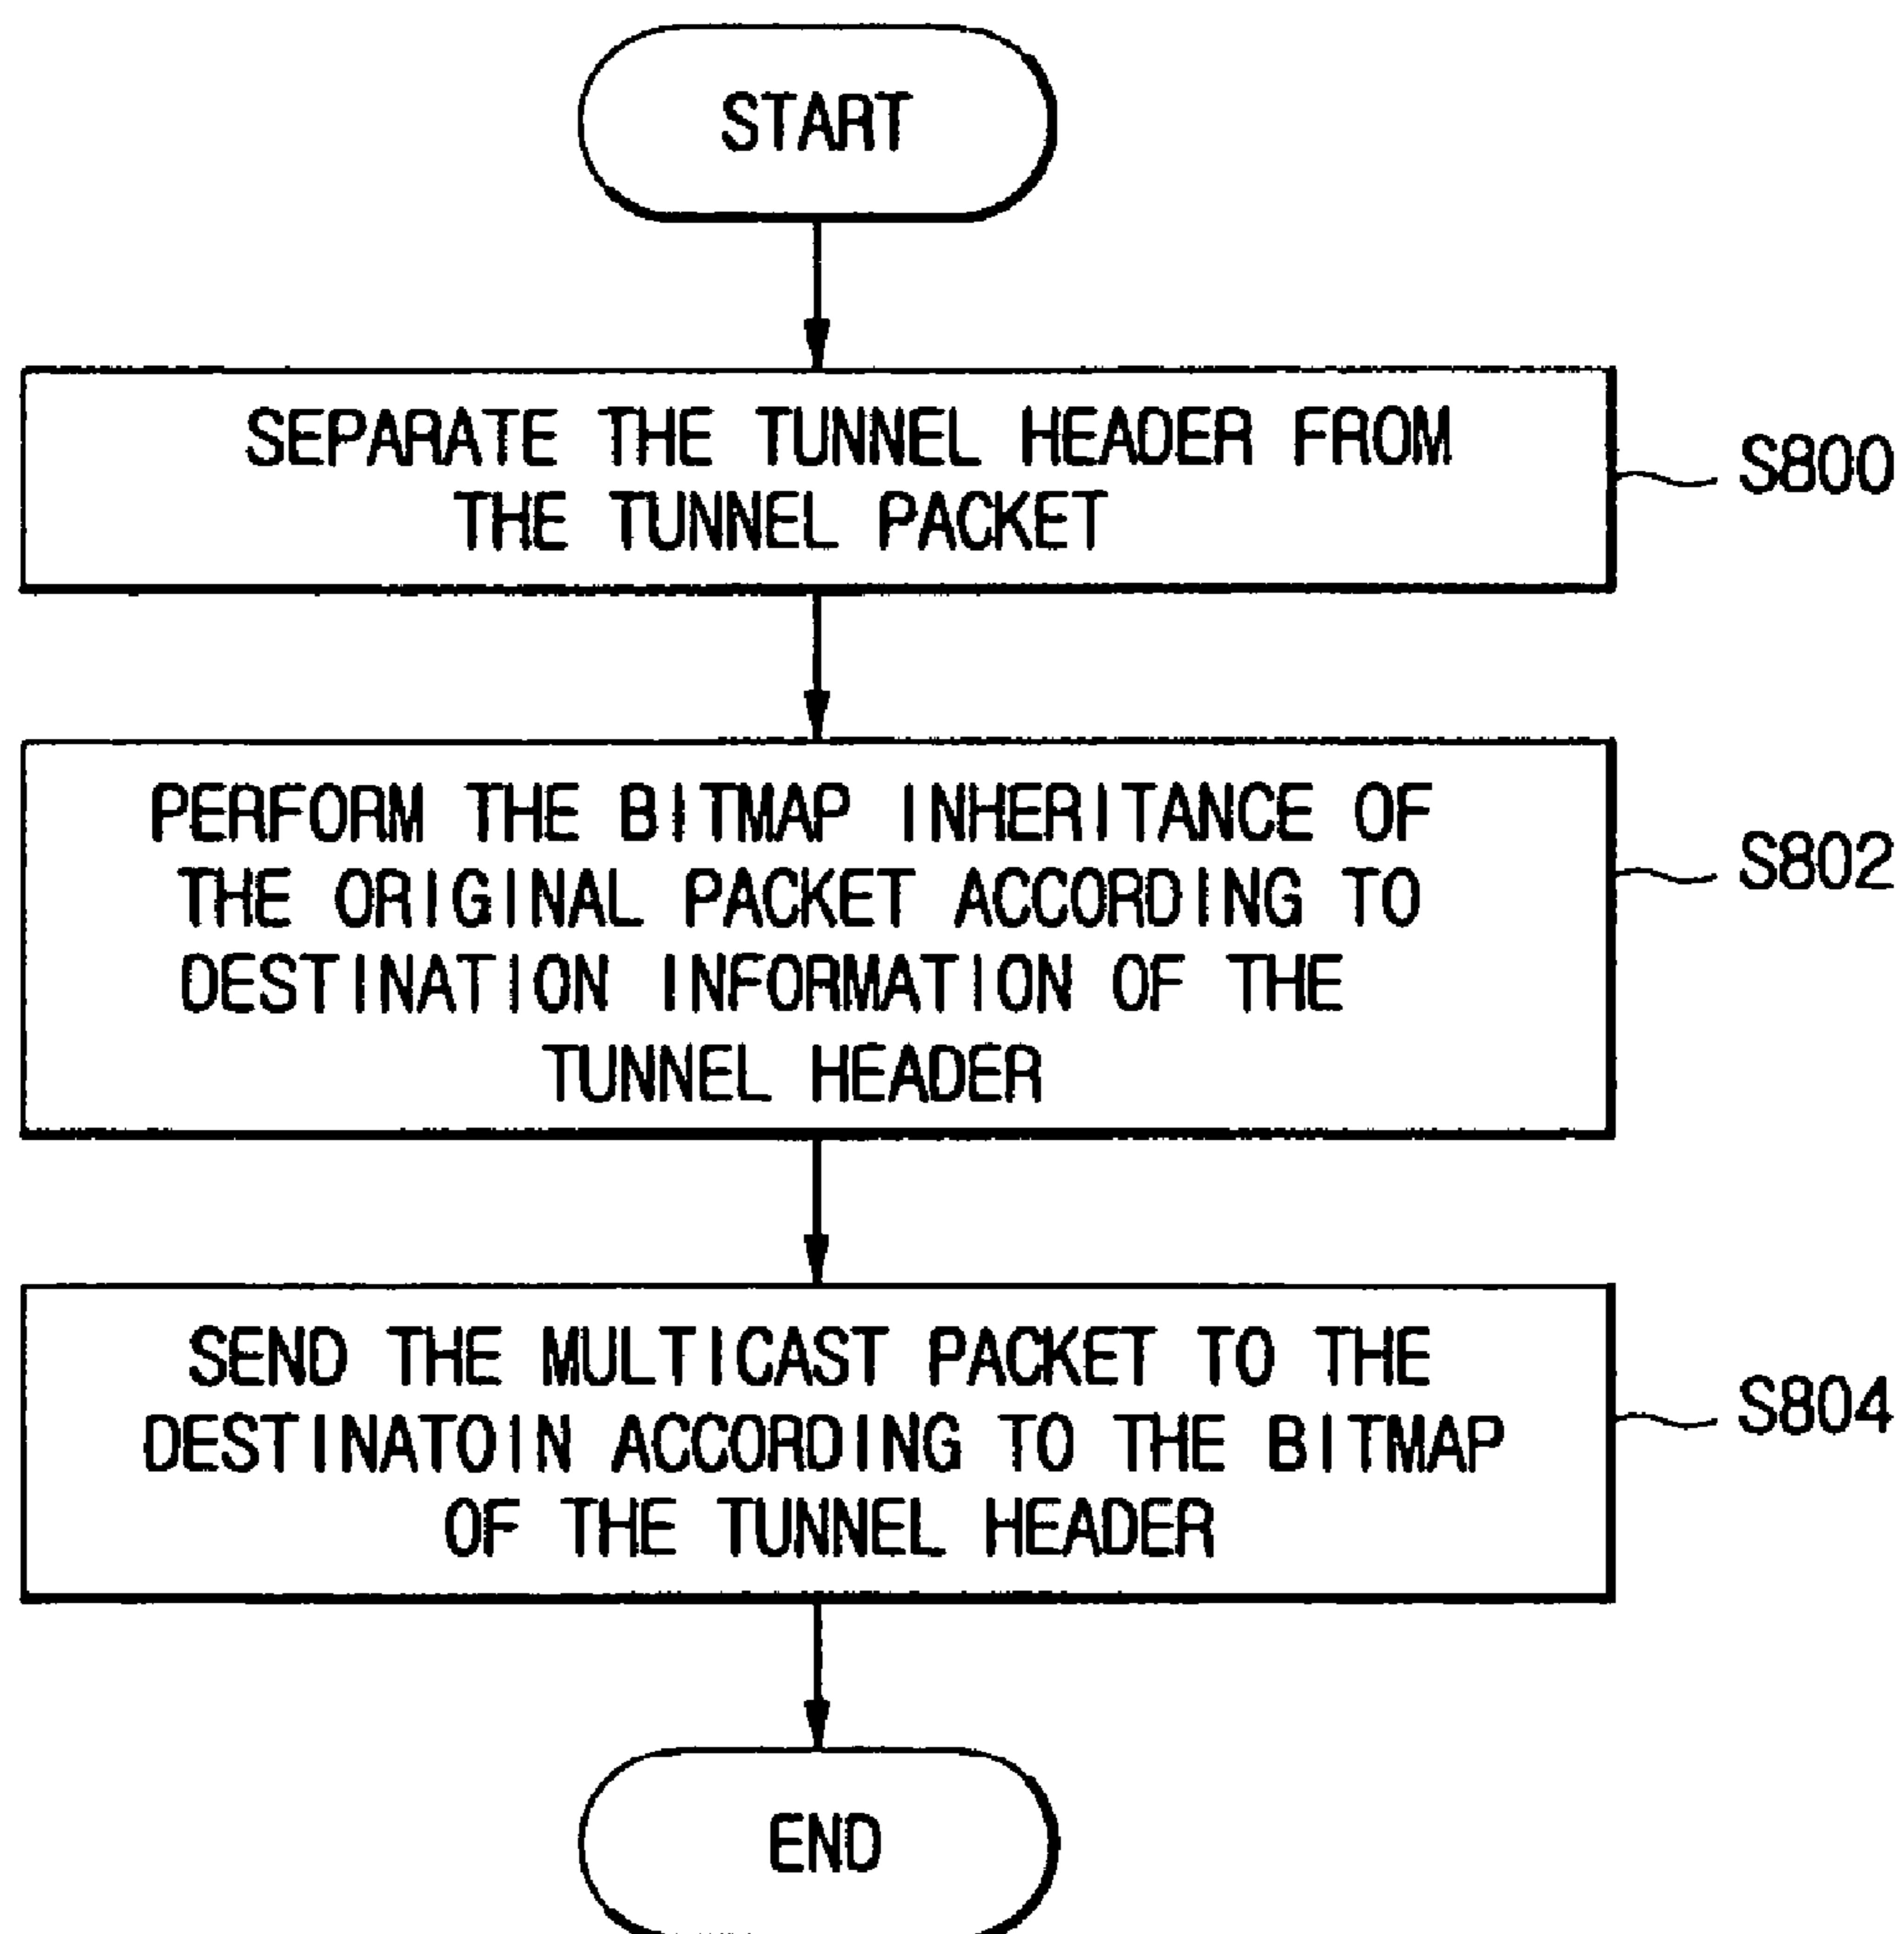 START
SEPARATE THE TUNNEL HEADER FROM
THE TUNNEL PACKET
S800
PERFORM THE BITMAP INHERITANCE OF
THE ORIGINAL PACKET ACCORDING TO
DESTINATION INFORMATION OF THE
TUNNEL HEADER
S802
SEND THE MULTICAST PACKET TO THE
DESTINATOIN ACCORDING TO THE BITMAP
OF THE TUNNEL HEADER
S804
END